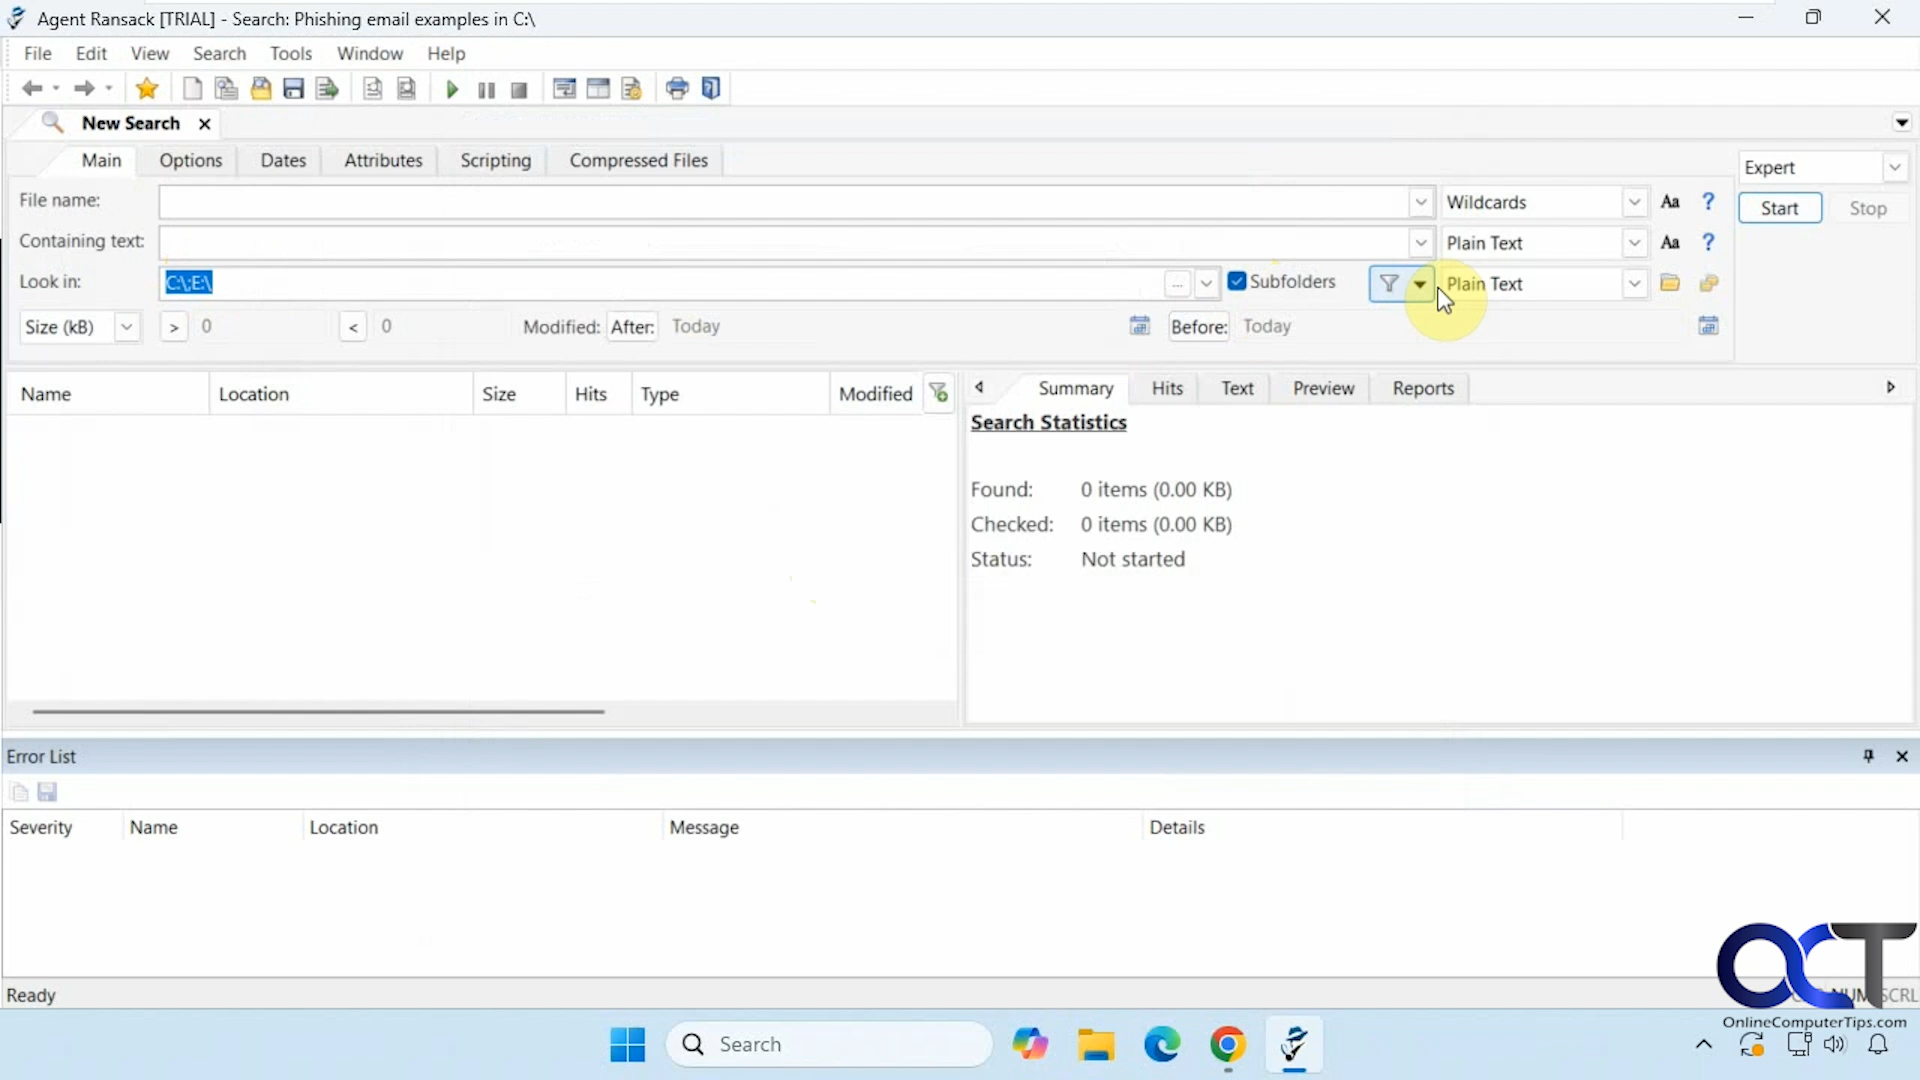 Agent Ransack [TRIAL] - Search: Phishing email examples in C:\
File Edit View Search Tools Window Help
New Search
Main Options Dates Attributes Scripting Compressed Files
Expert
File name: Wildcards Aa ?
Start Stop
Containing text: Plain Text Aa ?
Look in: C:\;E:\ ... Subfolders Plain Text
Size (kB) > 0 < 0 Modified: After: Today Before: Today
Name Location Size Hits Type Modified
Summary Hits Text Preview Reports
Search Statistics
Found: 0 items (0.00 KB)
Checked: 0 items (0.00 KB)
Status: Not started
Error List
Severity Name Location Message Details
Ready
NUM SCRL
OCT
OnlineComputerTips.com
Search